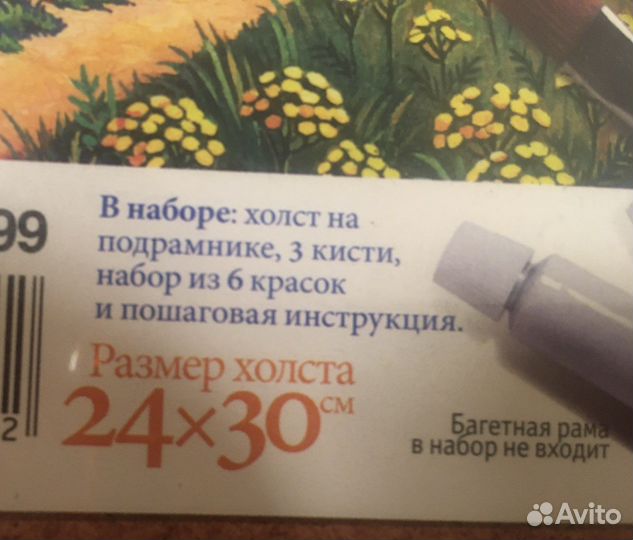 99
В наборе: холст на
подрамнике, 3 кисти,
набор из 6 красок
и пошаговая инструкция.
Размер холста
24×30 см
2
Багетная рама
в набор не входит
Avito